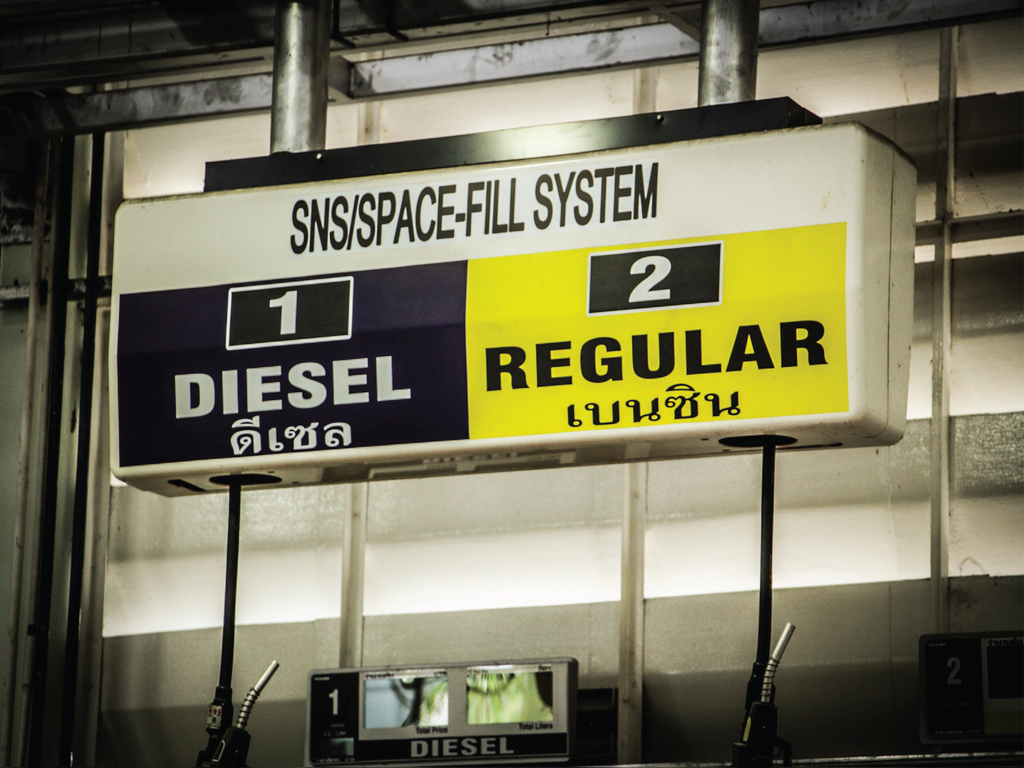 SNS/SPACE-FILL SYSTEM
1
DIESEL
ดีเซล
2
REGULAR
เบนซิน
1
Total Price
Total Liters
DIESEL
2